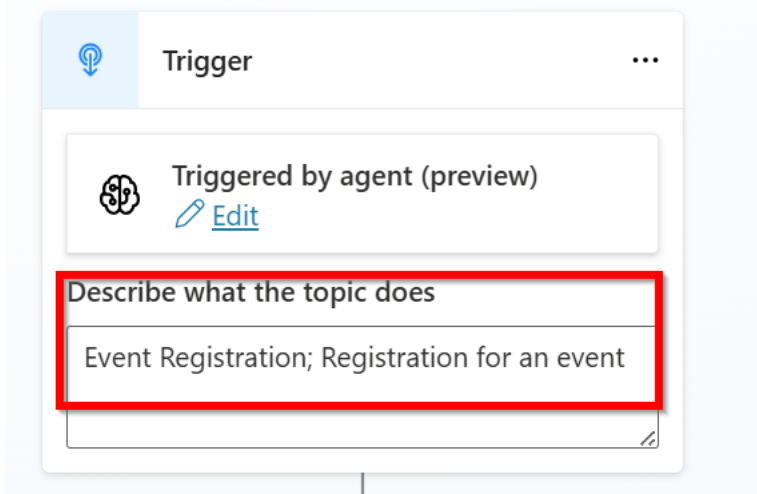 Trigger
Triggered by agent (preview)
Edit
Describe what the topic does
Event Registration; Registration for an event